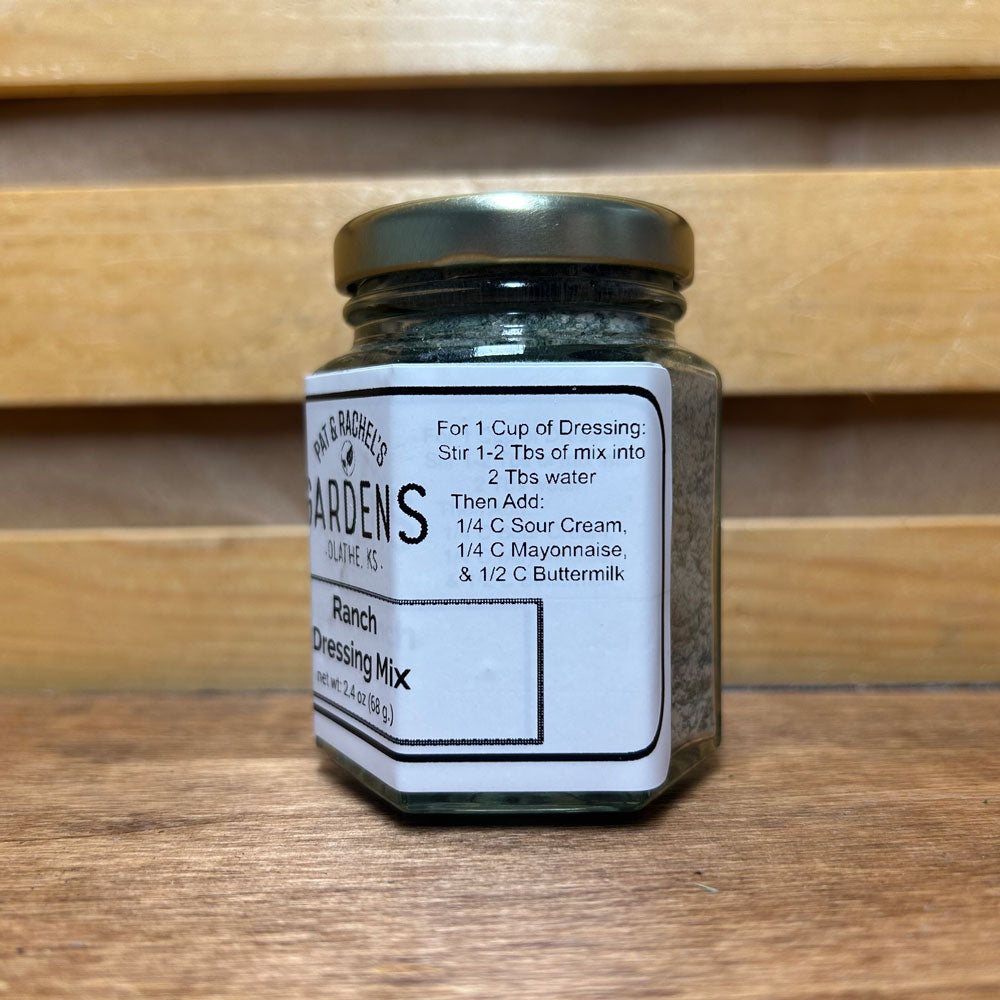 PAT & RACHEL'S
GARDENS
·OLATHE, KS·
Ranch
Dressing Mix
net wt: 2.4 oz (68 g.)
For 1 Cup of Dressing:
Stir 1-2 Tbs of mix into
2 Tbs water
Then Add:
1/4 C Sour Cream,
1/4 C Mayonnaise,
& 1/2 C Buttermilk